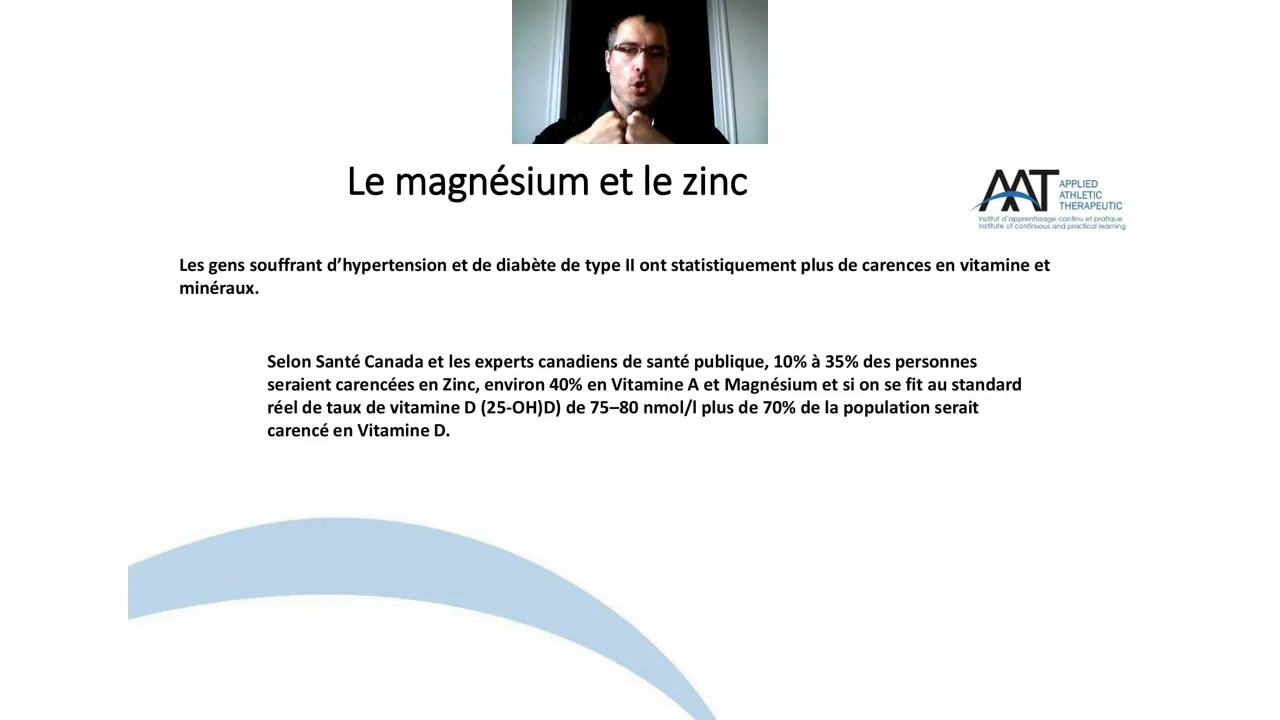 Le magnésium et le zinc
AAT
APPLIED
ATHLETIC
THERAPEUTIC
Institut d'apprentissage continu et pratique
Institute of continuous and practical learning
Les gens souffrant d’hypertension et de diabète de type II ont statistiquement plus de carences en vitamine et
minéraux.
Selon Santé Canada et les experts canadiens de santé publique, 10% à 35% des personnes
seraient carencées en Zinc, environ 40% en Vitamine A et Magnésium et si on se fit au standard
réel de taux de vitamine D (25-OH)D) de 75–80 nmol/l plus de 70% de la population serait
carencé en Vitamine D.